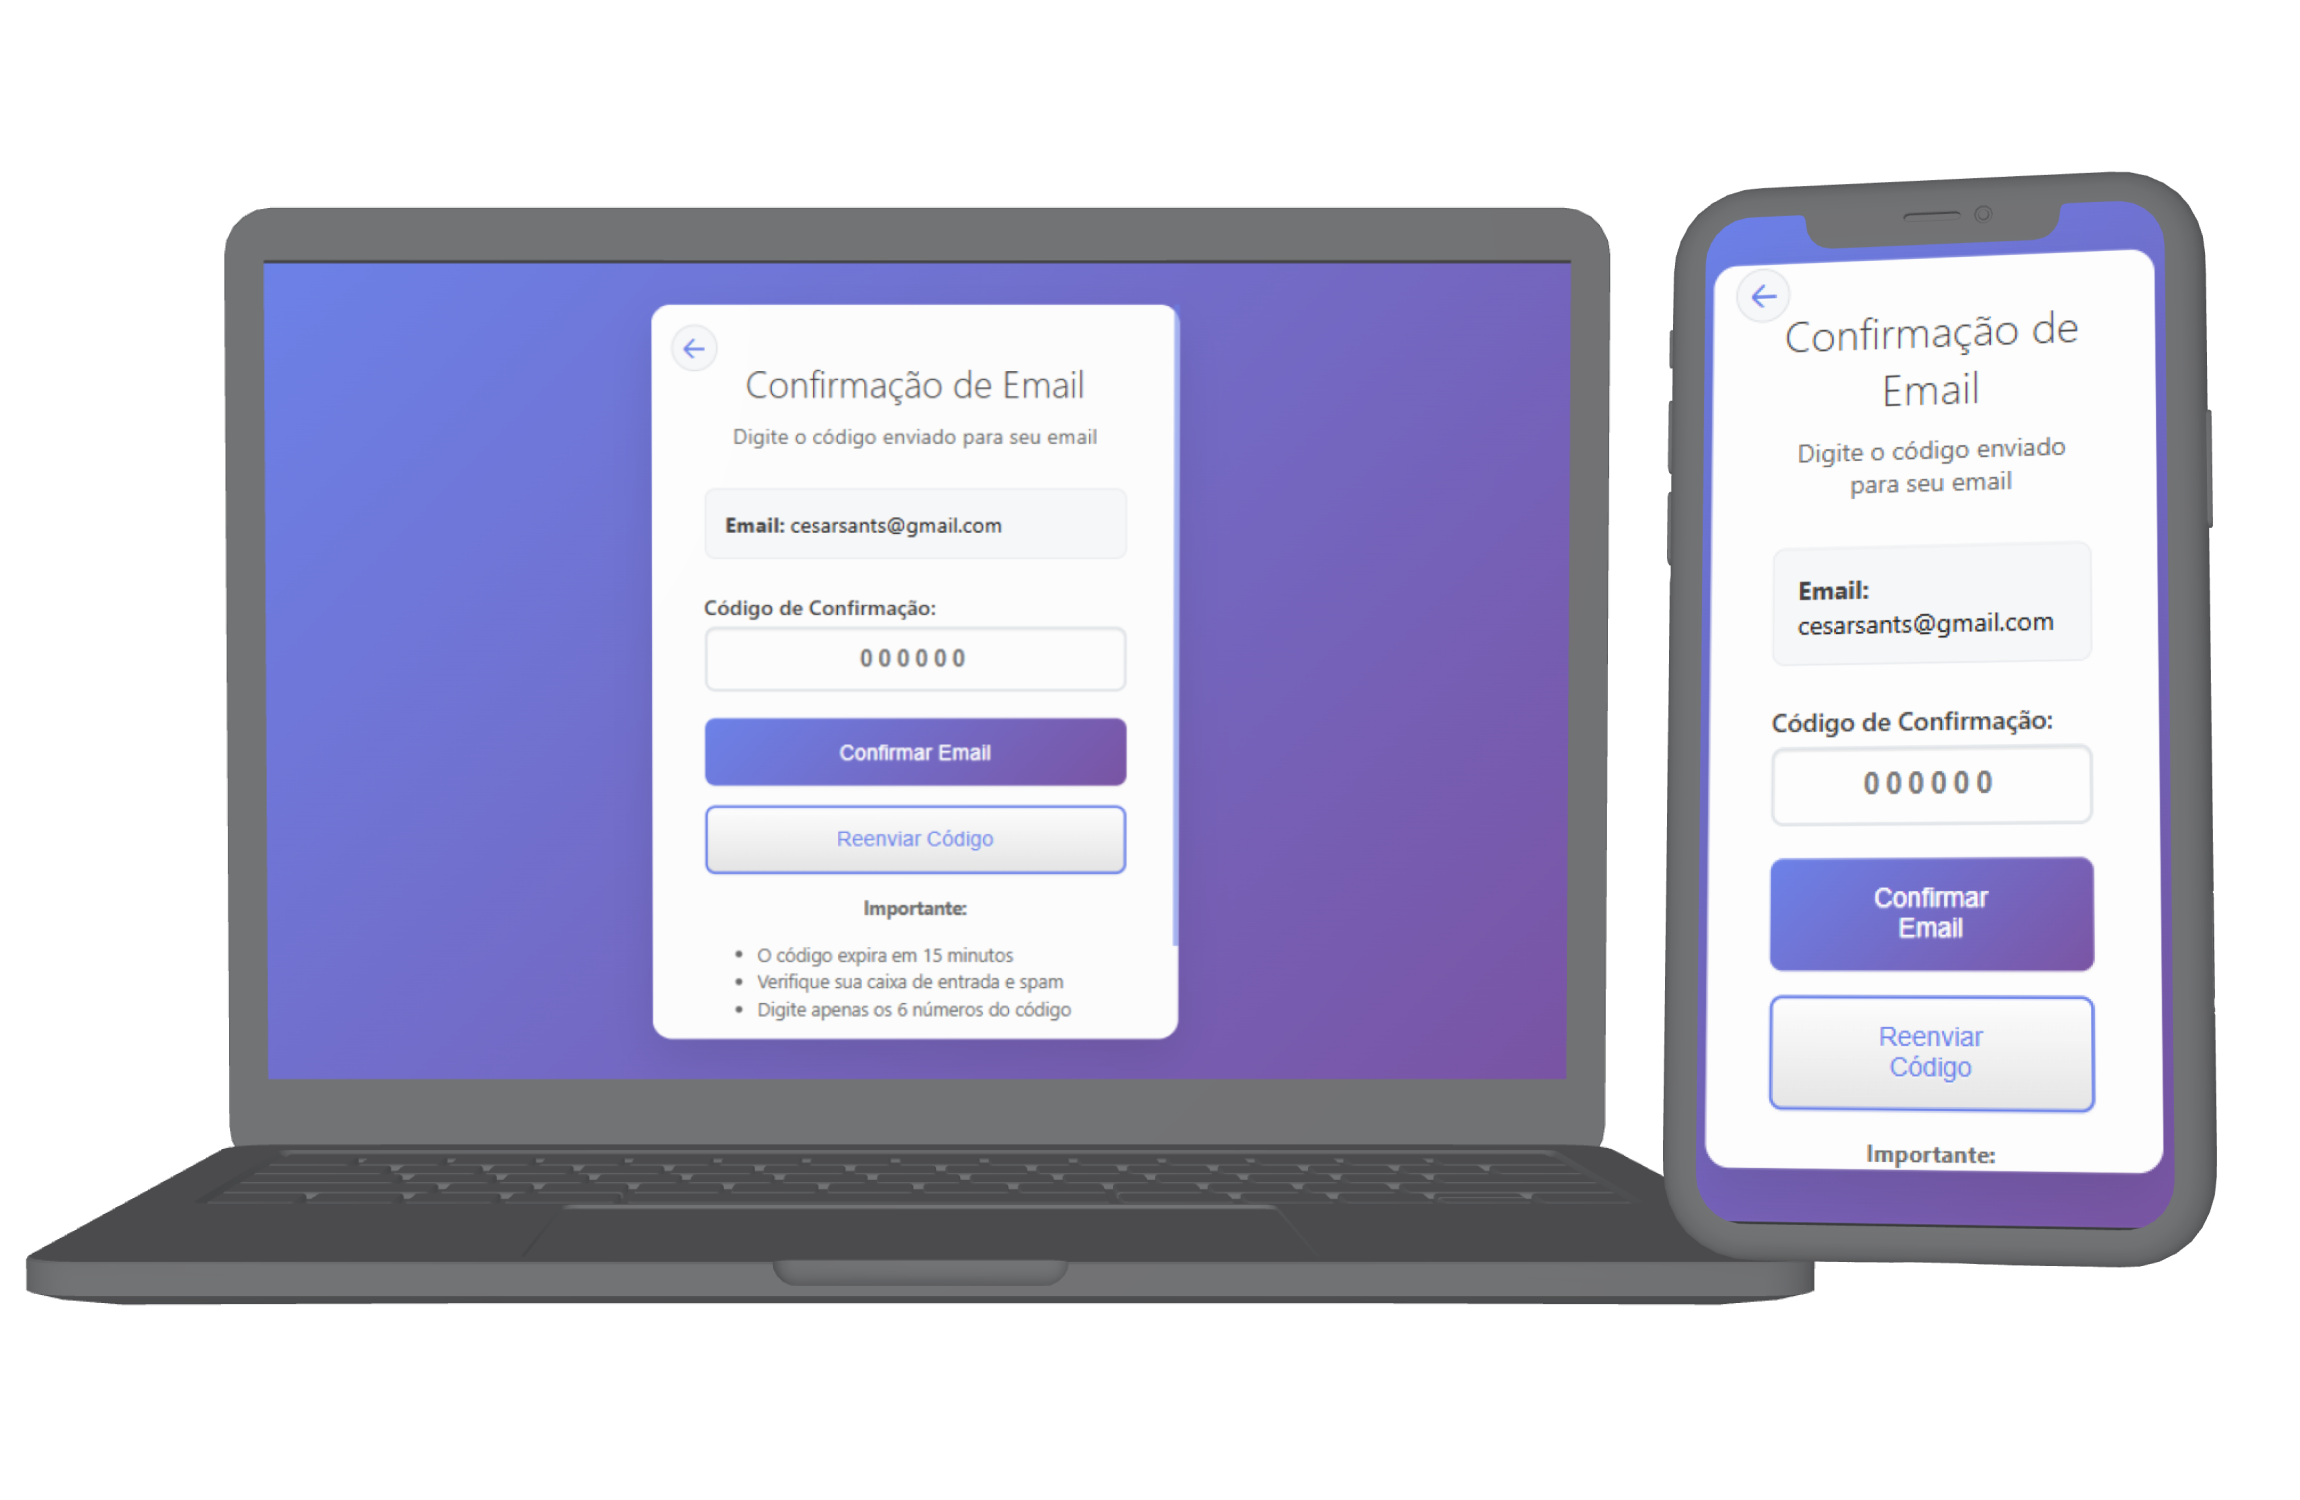 Confirmação de Email
Digite o código enviado para seu email
Email: cesarsants@gmail.com
Código de Confirmação:
000000
Confirmar Email
Reenviar Código
Importante:
• O código expira em 15 minutos
• Verifique sua caixa de entrada e spam
• Digite apenas os 6 números do código
Confirmação de
Email
Digite o código enviado
para seu email
Email:
cesarsants@gmail.com
Código de Confirmação:
000000
Confirmar
Email
Reenviar
Código
Importante: